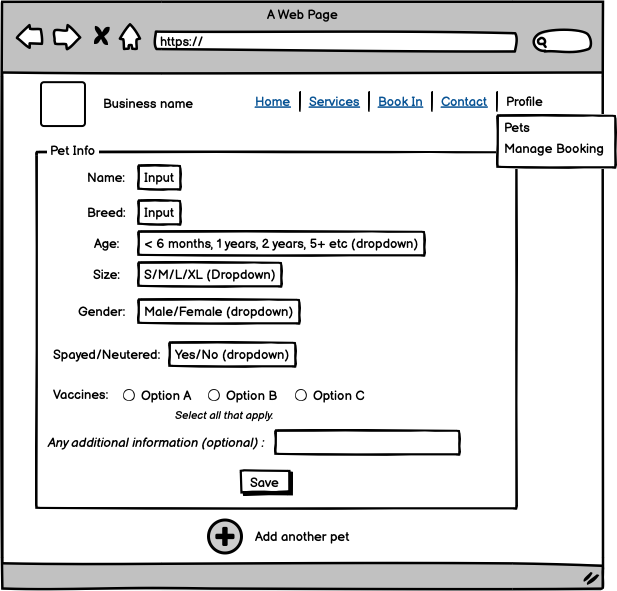 A Web Page
https://
Business name
Home Services Book In Contact Profile
Pets
Manage Booking
Pet Info
Name: Input
Breed: Input
Age: < 6 months, 1 years, 2 years, 5+ etc (dropdown)
Size: S/M/L/XL (Dropdown)
Gender: Male/Female (dropdown)
Spayed/Neutered: Yes/No (dropdown)
Vaccines: Option A Option B Option C
Select all that apply.
Any additional information (optional) :
Save
Add another pet